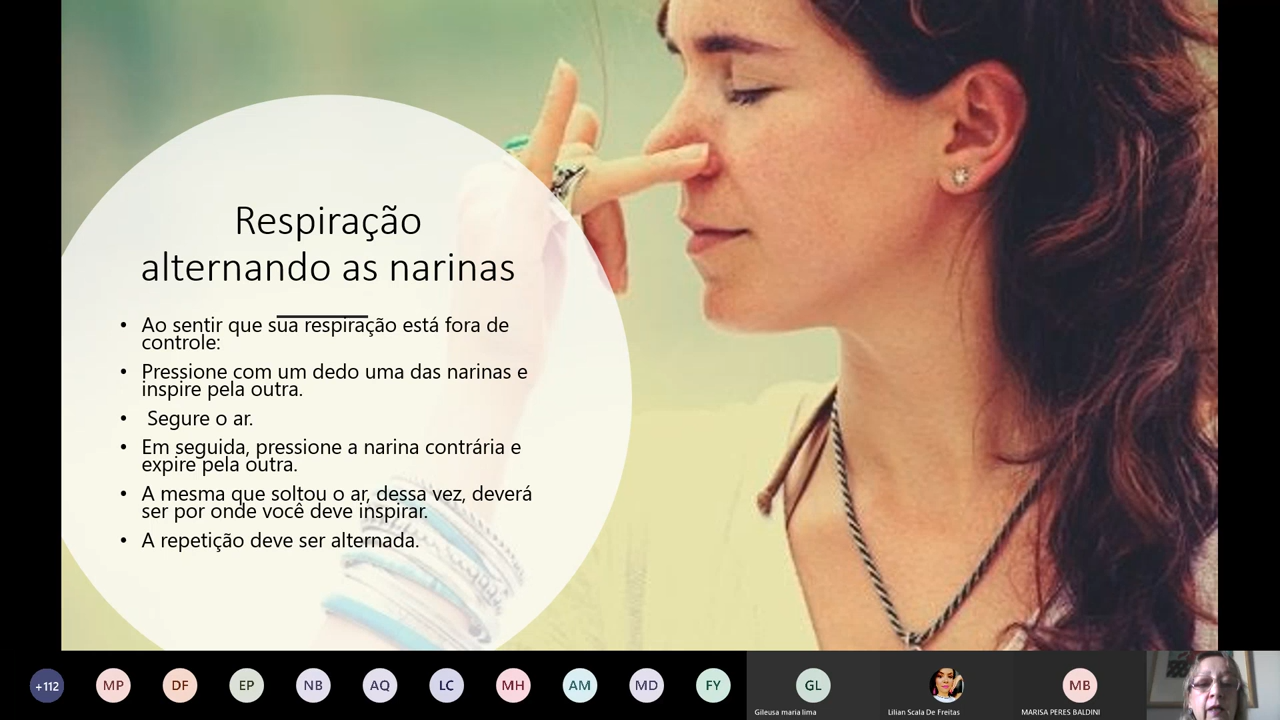 Respiração
alternando as narinas
• Ao sentir que sua respiração está fora de
controle:
• Pressione com um dedo uma das narinas e
inspire pela outra.
• Segure o ar.
• Em seguida, pressione a narina contrária e
expire pela outra.
• A mesma que soltou o ar, dessa vez, deverá
ser por onde você deve inspirar.
• A repetição deve ser alternada.
+112 MP DF EP NB AQ LC MH AM MD FY GL MB
Gileusa maria lima Lilian Scala De Freitas MARISA PERES BALDINI